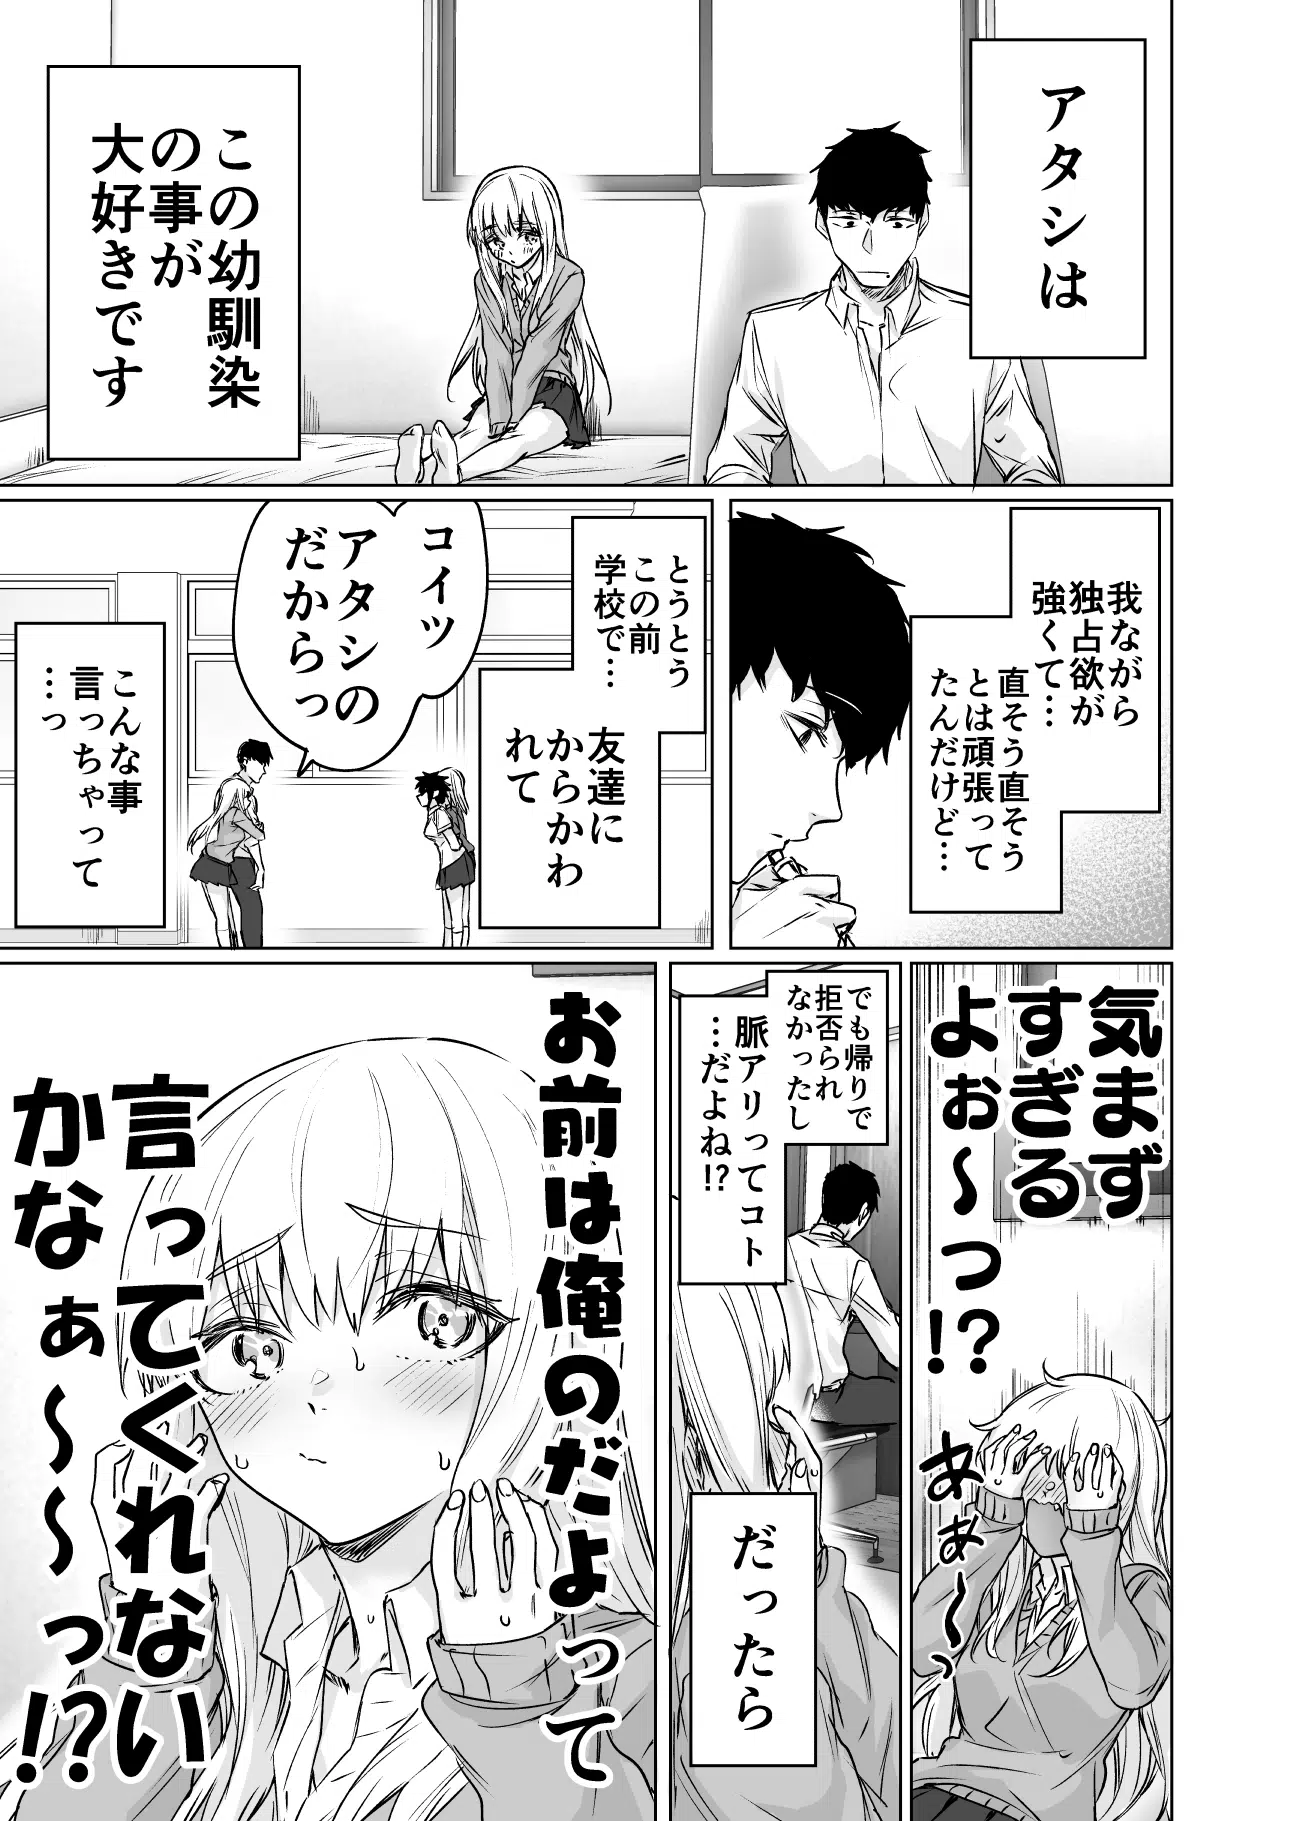 アタシは
この幼馴染
の事が
大好きです
我ながら
独占欲が
強くて…
直そう直そう
とは頑張って
たんだけど…
とうとう
この前
学校で…
友達に
からかわ
れて
コイツ
アタシの
だからっ
こんな事
言っちゃって
…っ
気まず
すぎる
よぉ～っ!?
あぁ～っ
でも帰りで
拒否られ
なかったし
脈アリってコト
…だよね!?
だったら
お前は俺のだよって
言ってくれない
かなぁ～～っ!?